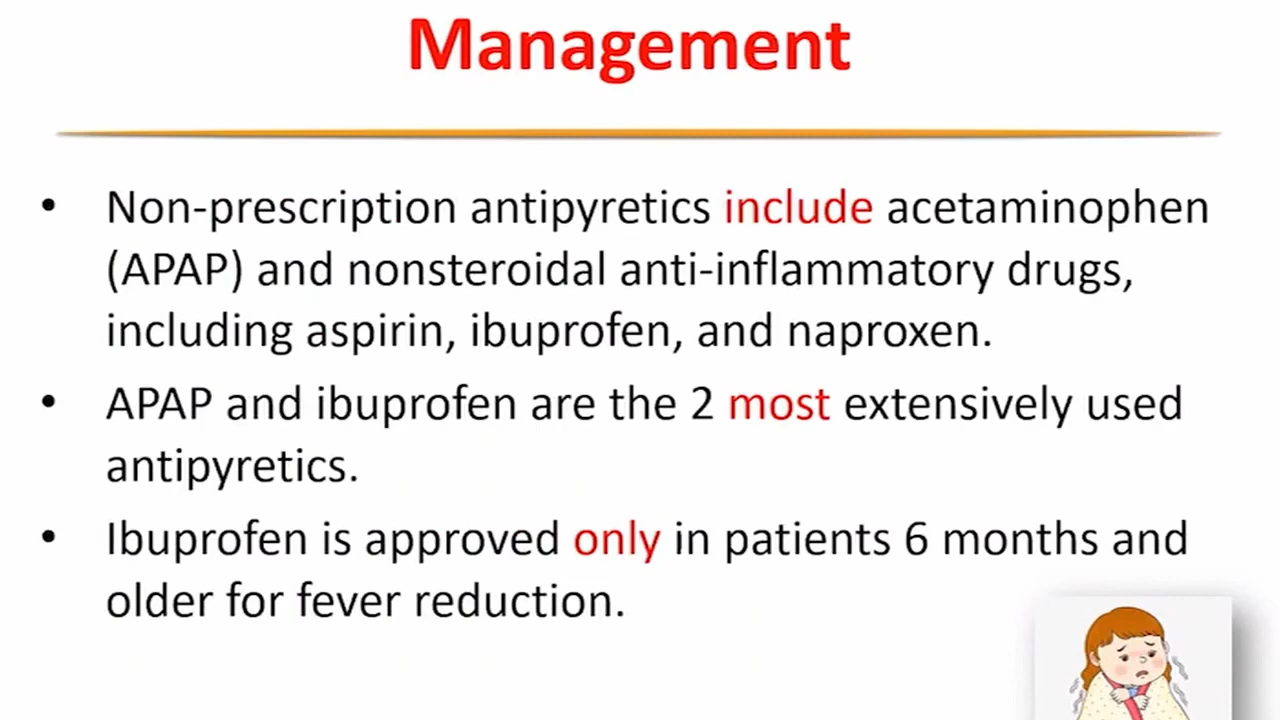 Management
• Non-prescription antipyretics include acetaminophen
(APAP) and nonsteroidal anti-inflammatory drugs,
including aspirin, ibuprofen, and naproxen.
• APAP and ibuprofen are the 2 most extensively used
antipyretics.
• Ibuprofen is approved only in patients 6 months and
older for fever reduction.